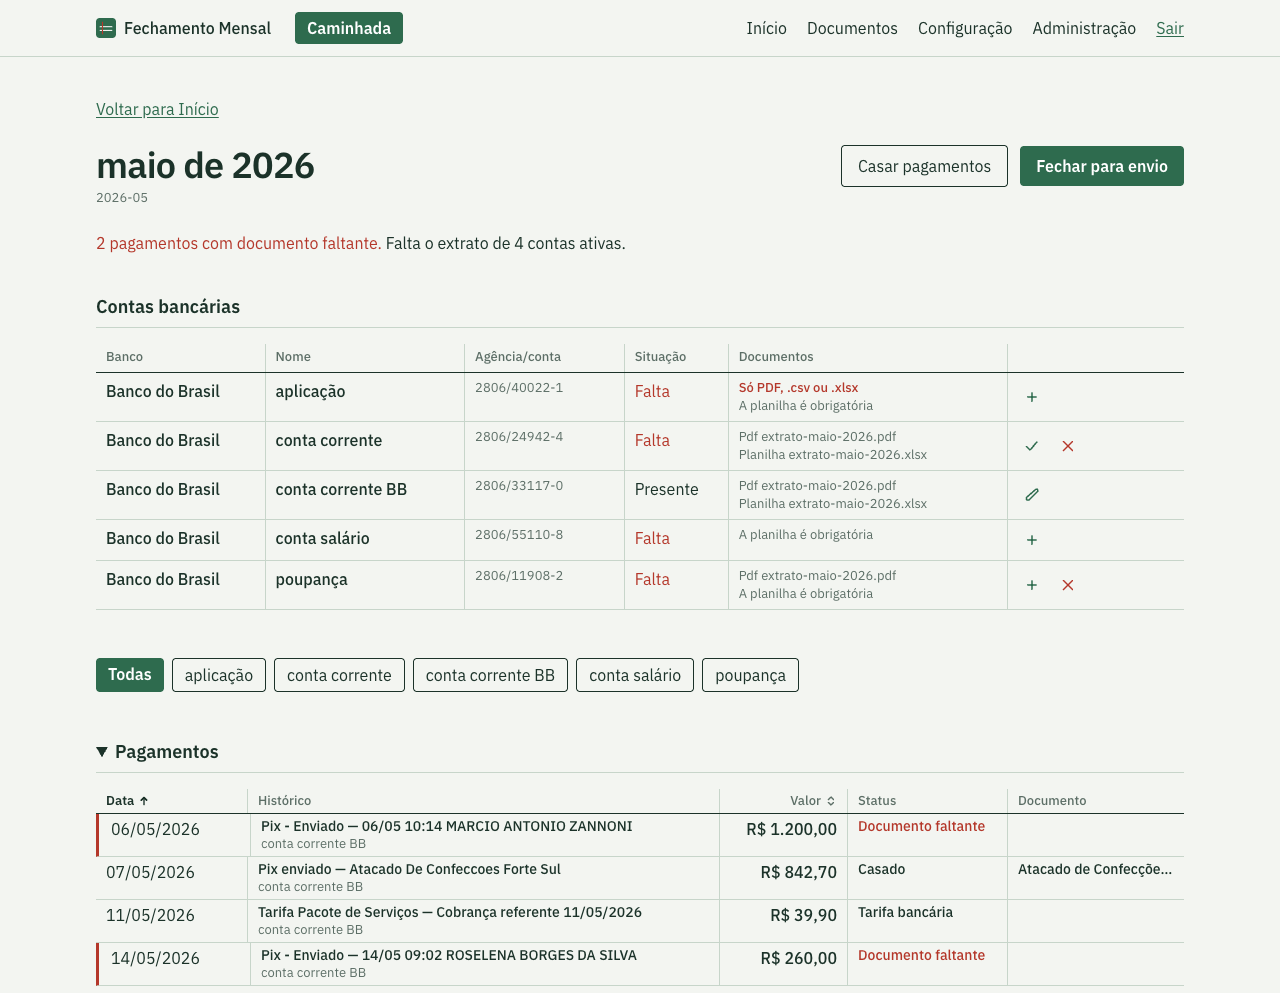 Fechamento Mensal
Caminhada
Início
Documentos
Configuração
Administração
Sair
Voltar para Início
maio de 2026
2026-05
Casar pagamentos
Fechar para envio
2 pagamentos com documento faltante. Falta o extrato de 4 contas ativas.
Contas bancárias
Banco Nome Agência/conta Situação Documentos
Banco do Brasil aplicação 2806/40022-1 Falta Só PDF, .csv ou .xlsx
A planilha é obrigatória
Banco do Brasil conta corrente 2806/24942-4 Falta Pdf extrato-maio-2026.pdf
Planilha extrato-maio-2026.xlsx
Banco do Brasil conta corrente BB 2806/33117-0 Presente Pdf extrato-maio-2026.pdf
Planilha extrato-maio-2026.xlsx
Banco do Brasil conta salário 2806/55110-8 Falta A planilha é obrigatória
Banco do Brasil poupança 2806/11908-2 Falta Pdf extrato-maio-2026.pdf
A planilha é obrigatória
Todas aplicação conta corrente conta corrente BB conta salário poupança
Pagamentos
Data Histórico Valor Status Documento
06/05/2026 Pix - Enviado — 06/05 10:14 MARCIO ANTONIO ZANNONI R$ 1.200,00 Documento faltante
conta corrente BB
07/05/2026 Pix enviado — Atacado De Confeccoes Forte Sul R$ 842,70 Casado Atacado de Confecçõe...
conta corrente BB
11/05/2026 Tarifa Pacote de Serviços — Cobrança referente 11/05/2026 R$ 39,90 Tarifa bancária
conta corrente BB
14/05/2026 Pix - Enviado — 14/05 09:02 ROSELENA BORGES DA SILVA R$ 260,00 Documento faltante
conta corrente BB